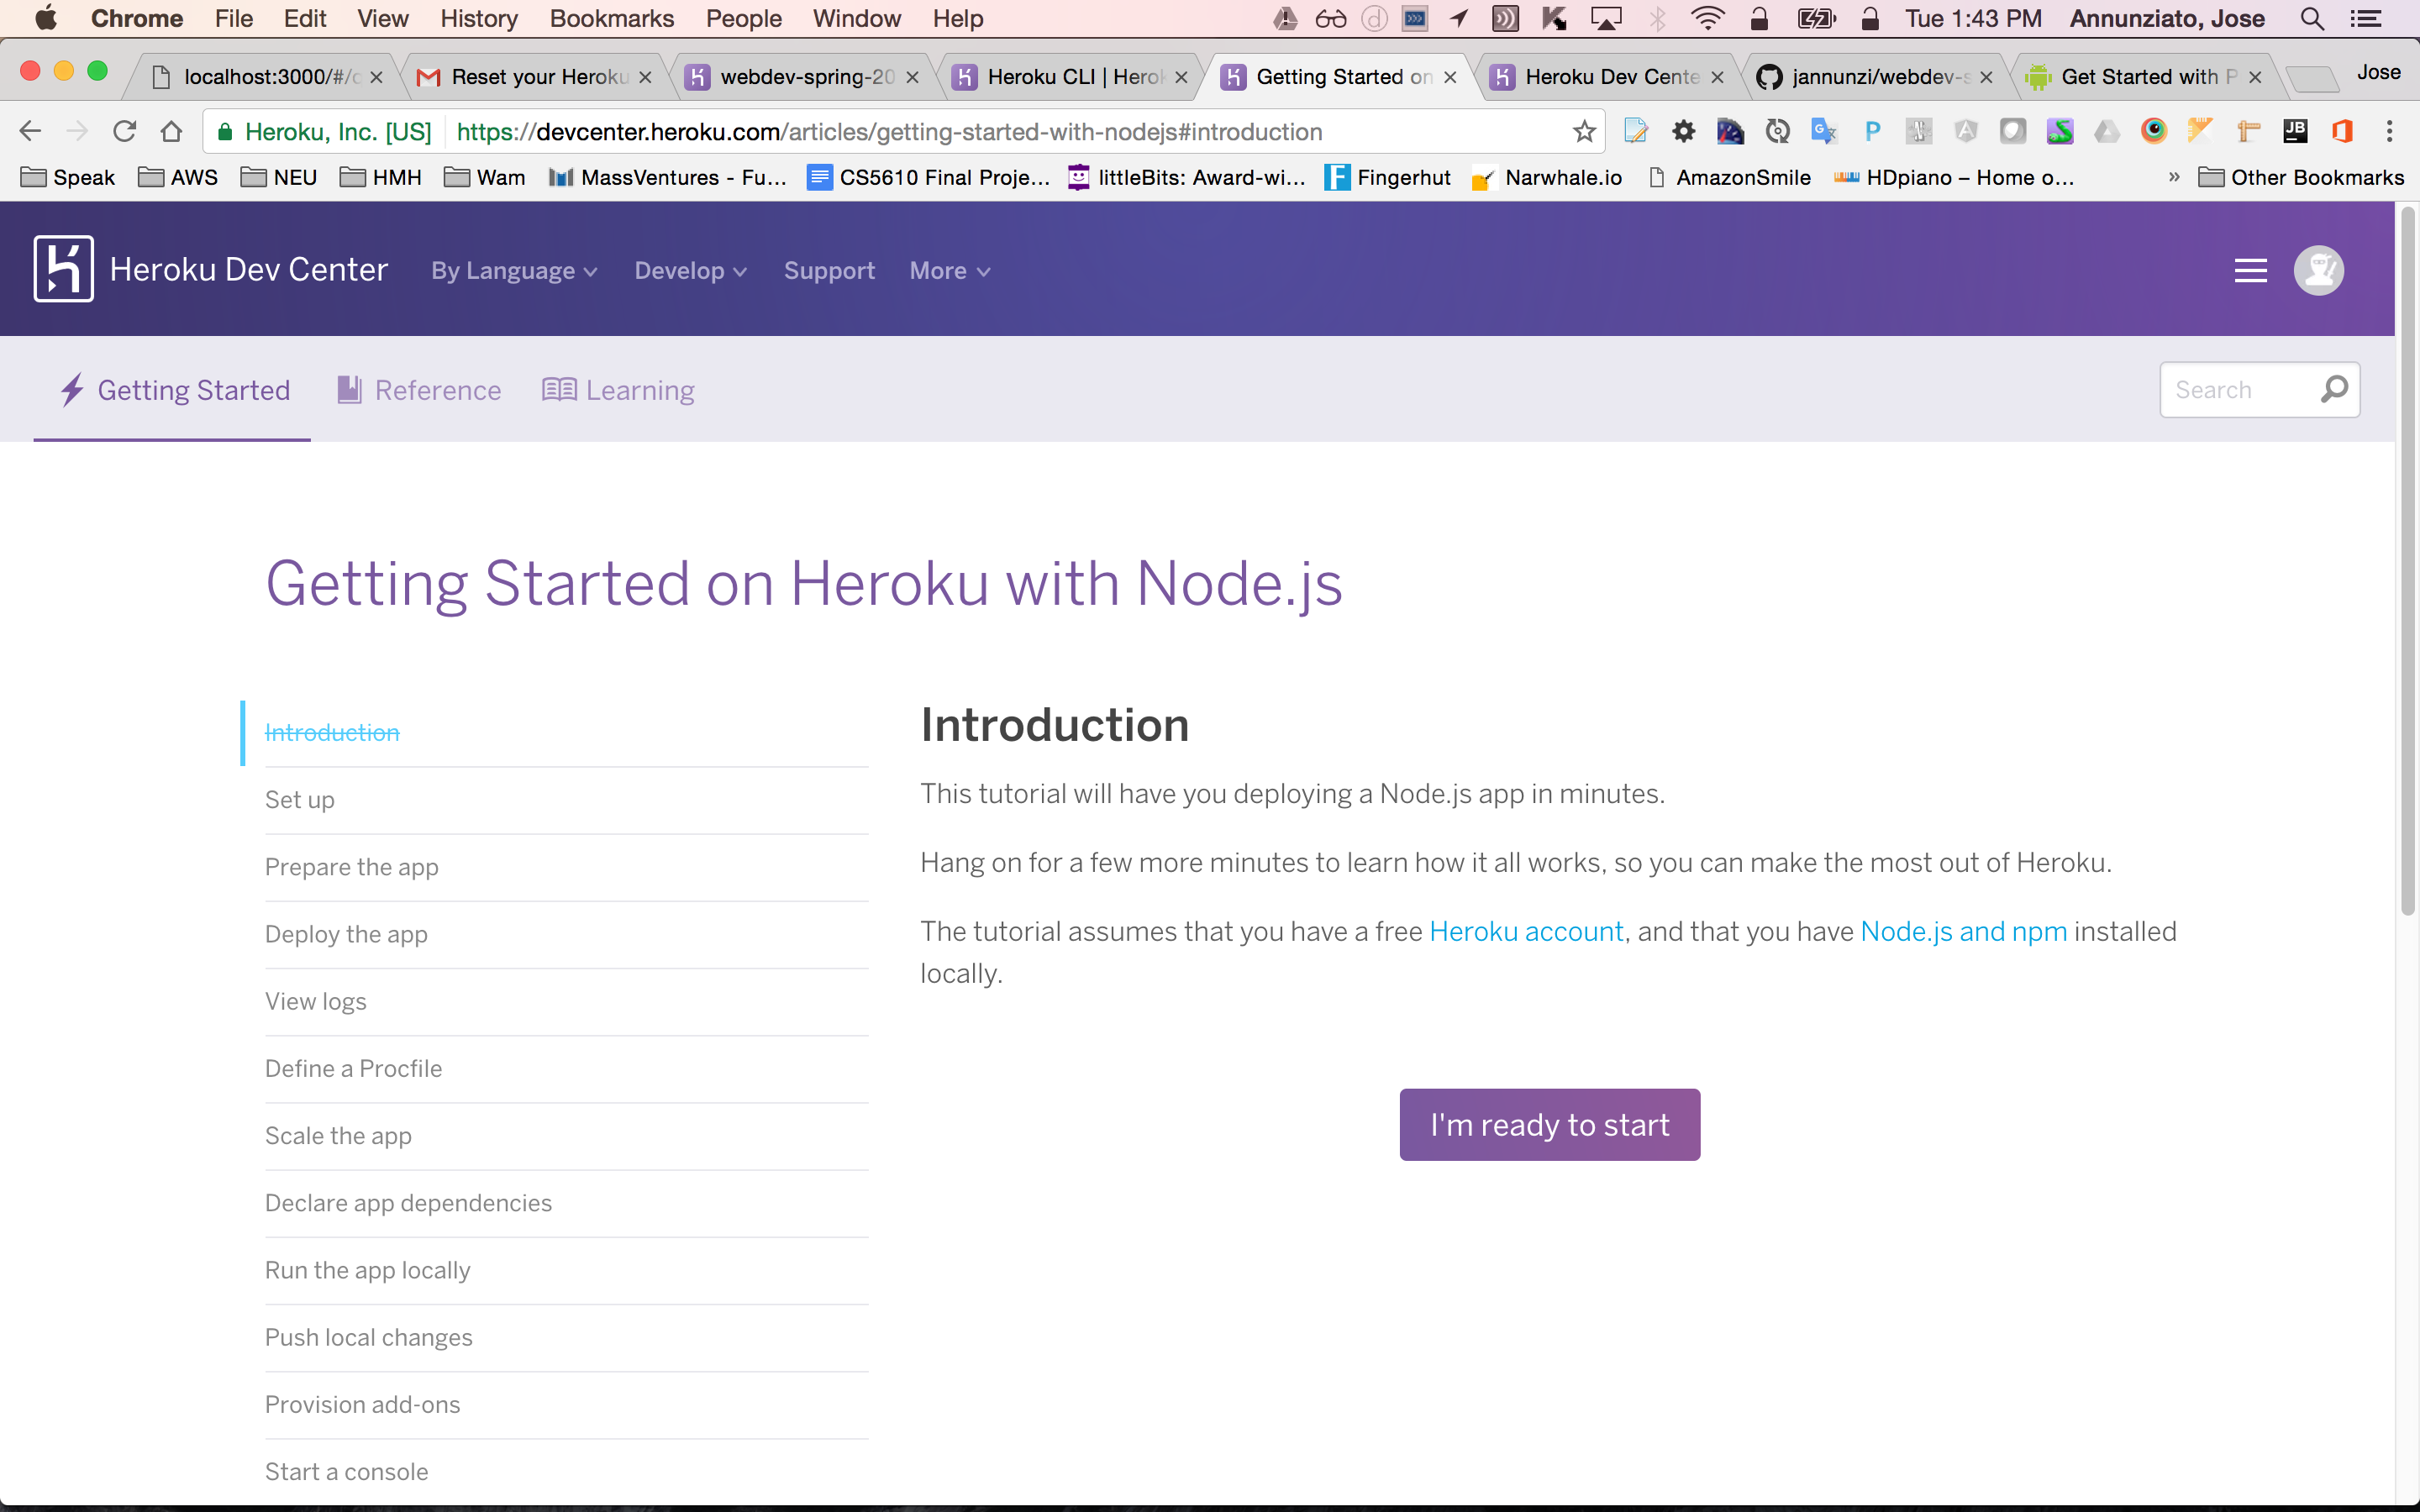 Chrome File Edit View History Bookmarks People Window Help Tue 1:43 PM Annunziato, Jose
localhost:3000/#/ Reset your Heroku webdev-spring-20 Heroku CLI | Herok Getting Started on Heroku Dev Cente jannunzi/webdev-s Get Started with P Jose
Heroku, Inc. [US] https://devcenter.heroku.com/articles/getting-started-with-nodejs#introduction
Speak AWS NEU HMH Wam MassVentures - Fu... CS5610 Final Proje... littleBits: Award-wi... Fingerhut Narwhale.io AmazonSmile HDpiano – Home o... » Other Bookmarks
Heroku Dev Center By Language Develop Support More
Getting Started Reference Learning Search
Getting Started on Heroku with Node.js
Introduction
Set up
Prepare the app
Deploy the app
View logs
Define a Procfile
Scale the app
Declare app dependencies
Run the app locally
Push local changes
Provision add-ons
Start a console
Introduction
This tutorial will have you deploying a Node.js app in minutes.
Hang on for a few more minutes to learn how it all works, so you can make the most out of Heroku.
The tutorial assumes that you have a free Heroku account, and that you have Node.js and npm installed
locally.
I'm ready to start